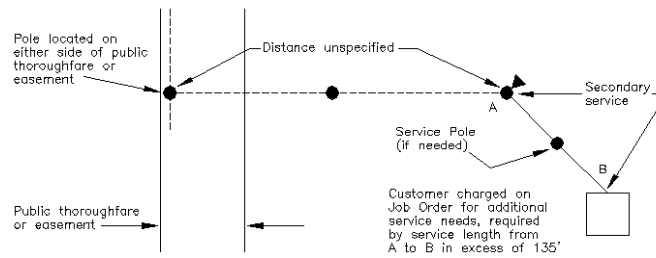 Pole located on
either side of public
thoroughfare or
easement
Distance unspecified
Secondary
service
A
Service Pole
(if needed)
B
Customer charged on
Job Order for additional
service needs, required
by service length from
A to B in excess of 135'
Public thoroughfare
or easement